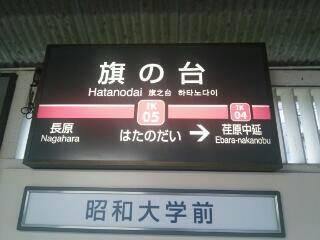 旗の台
Hatanodai 旗之台 하타노다이
IK
05
IK
04
長原
Nagahara
はたのだい
→
荏原中延
Ebara-nakanobu
昭和大学前